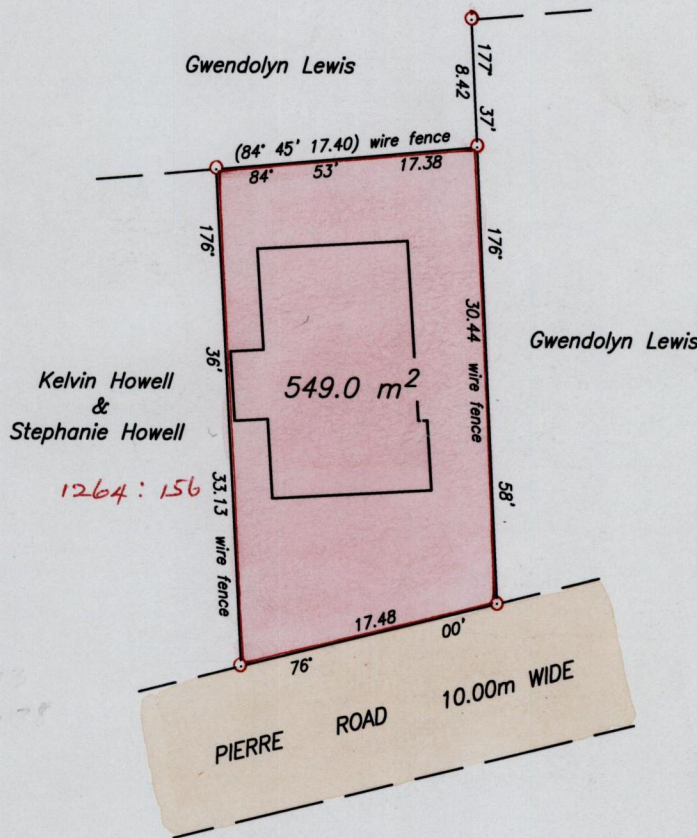 Gwendolyn Lewis
177°
8.42
37'
(84° 45' 17.40) wire fence
84° 53' 17.38
176°
36'
33.13 wire fence
176°
30.44 wire fence
58'
Gwendolyn Lewis
Kelvin Howell
&
Stephanie Howell
1264 : 156
549.0 m²
17.48
76° 00'
PIERRE ROAD 10.00m WIDE